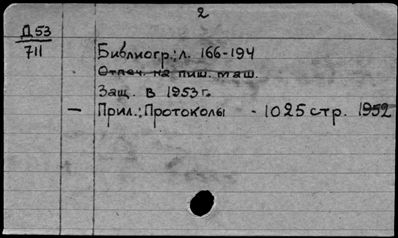 2
Д53
711
Библиогр.: л. 166-194
Отпеч. на пиш. маш.
Защ. в 1953 г.
— Прил.: Протоколы - 1025 стр. 1952